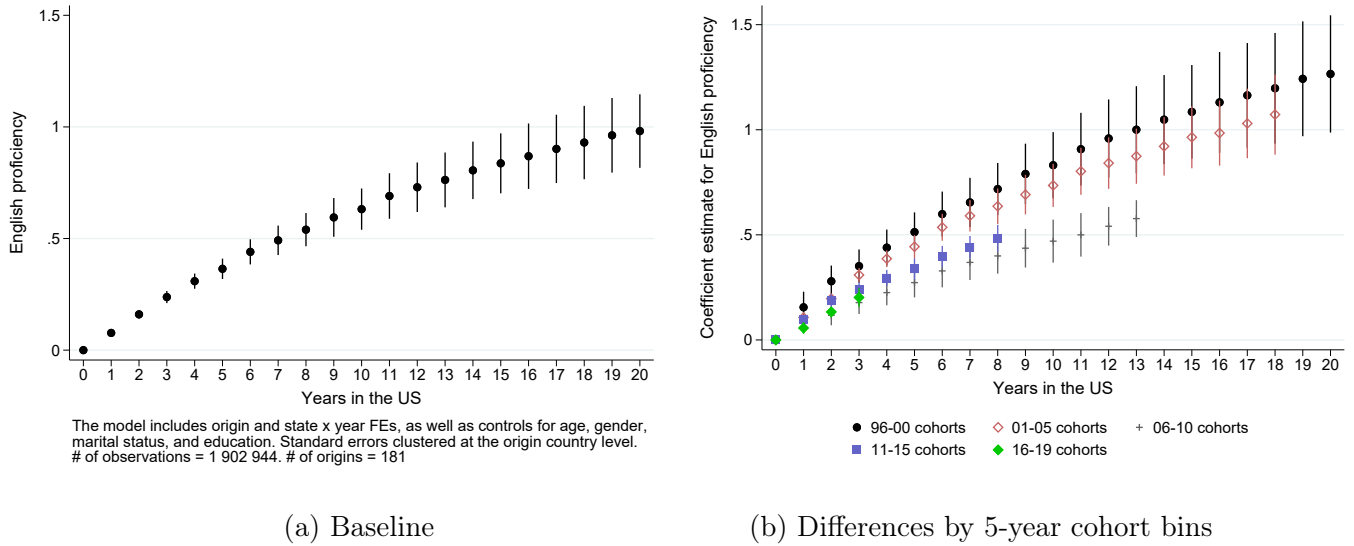 1.5
1
.5
0
English proficiency
0 1 2 3 4 5 6 7 8 9 10 11 12 13 14 15 16 17 18 19 20
Years in the US
The model includes origin and state x year FEs, as well as controls for age, gender,
marital status, and education. Standard errors clustered at the origin country level.
# of observations = 1 902 944. # of origins = 181
(a) Baseline
1.5
1
.5
0
Coefficient estimate for English proficiency
0 1 2 3 4 5 6 7 8 9 10 11 12 13 14 15 16 17 18 19 20
Years in the US
96-00 cohorts 01-05 cohorts 06-10 cohorts
11-15 cohorts 16-19 cohorts
(b) Differences by 5-year cohort bins